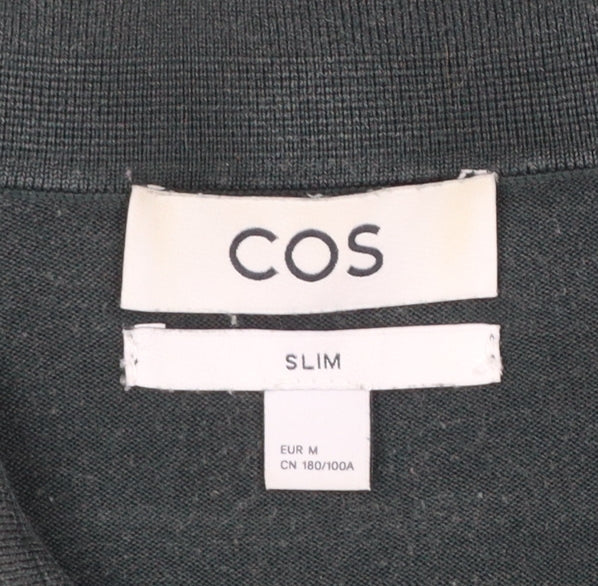 COS
SLIM
EUR M
CN 180/100A